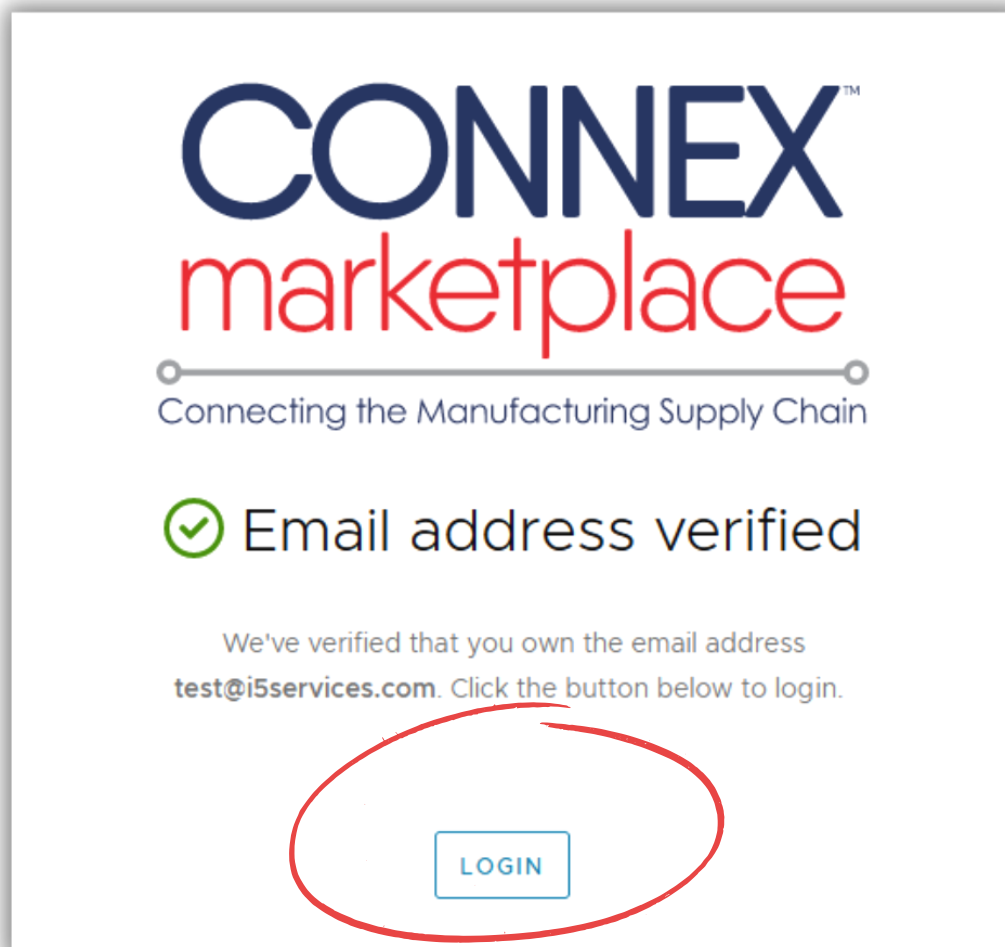 CONNEX™
marketplace
Connecting the Manufacturing Supply Chain
Email address verified
We've verified that you own the email address
test@i5services.com. Click the button below to login.
LOGIN